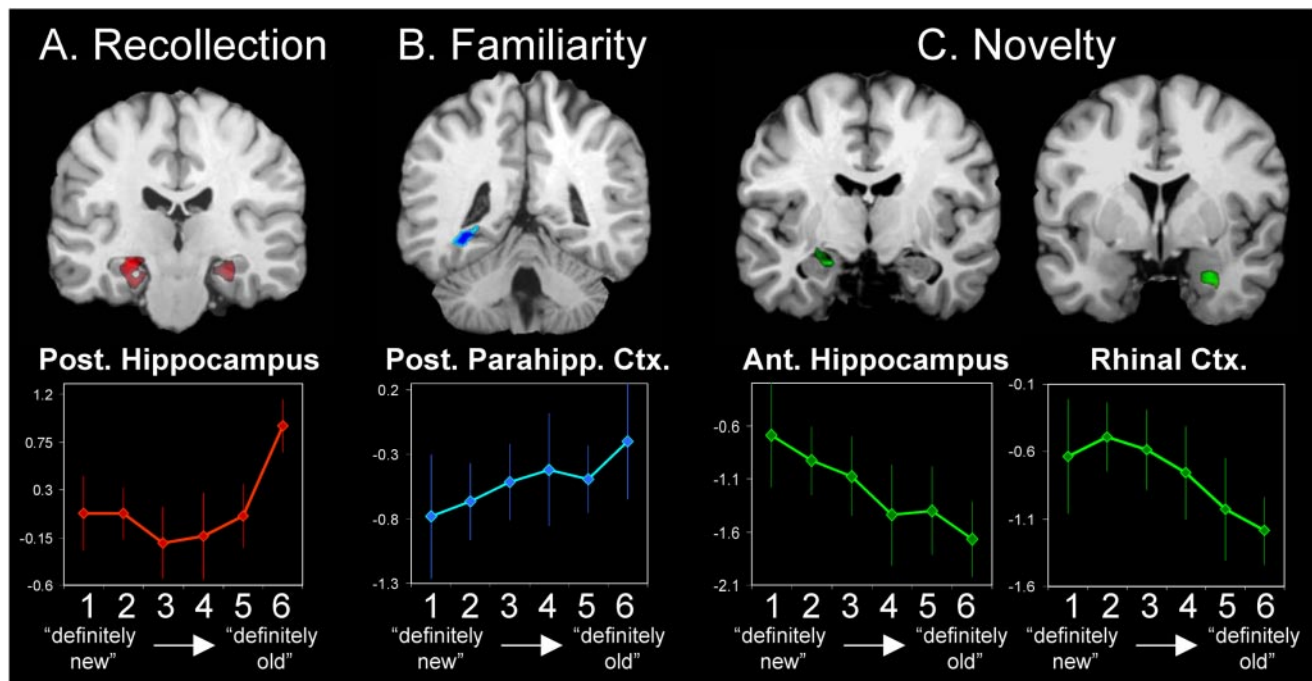 A. Recollection
B. Familiarity
C. Novelty
Post. Hippocampus
1.2
0.75
0.3
-0.15
-0.6
1 2 3 4 5 6
“definitely new”
“definitely old”
Post. Parahipp. Ctx.
0.2
-0.3
-0.8
-1.3
1 2 3 4 5 6
“definitely new”
“definitely old”
Ant. Hippocampus
-0.6
-1.1
-1.6
-2.1
1 2 3 4 5 6
“definitely new”
“definitely old”
Rhinal Ctx.
-0.1
-0.6
-1.1
-1.6
1 2 3 4 5 6
“definitely new”
“definitely old”